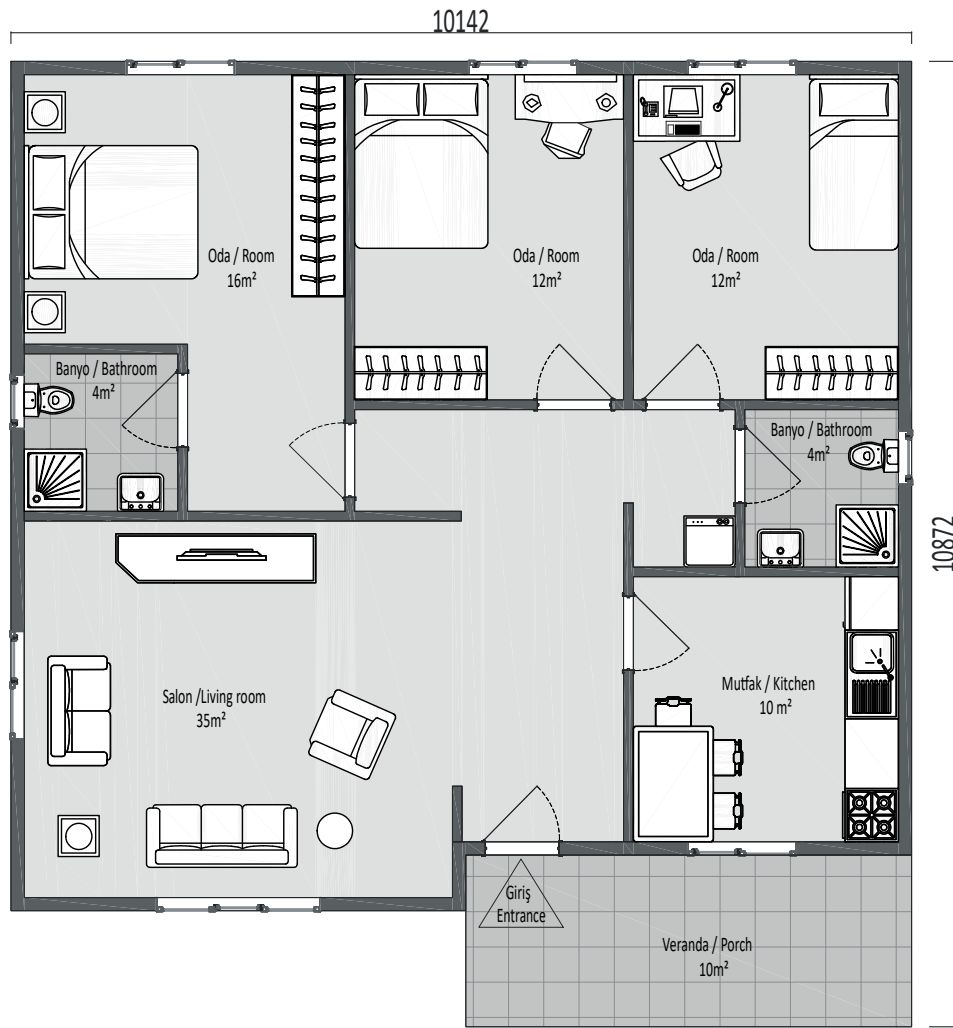 10142
Oda / Room
16m²
Oda / Room
12m²
Oda / Room
12m²
Banyo / Bathroom
4m²
Banyo / Bathroom
4m²
10872
Salon /Living room
35m²
Mutfak / Kitchen
10 m²
Giriş
Entrance
Veranda / Porch
10m²